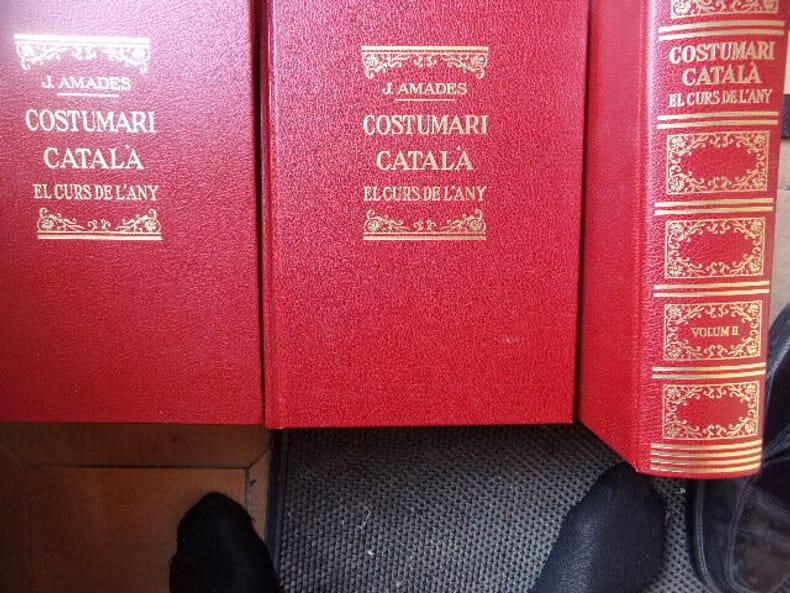 J. AMADES
COSTUMARI
CATALÀ
EL CURS DE L'ANY
J. AMADES
COSTUMARI
CATALÀ
EL CURS DE L'ANY
COSTUMARI
CATALÀ
EL CURS DE L'ANY
VOLUM II